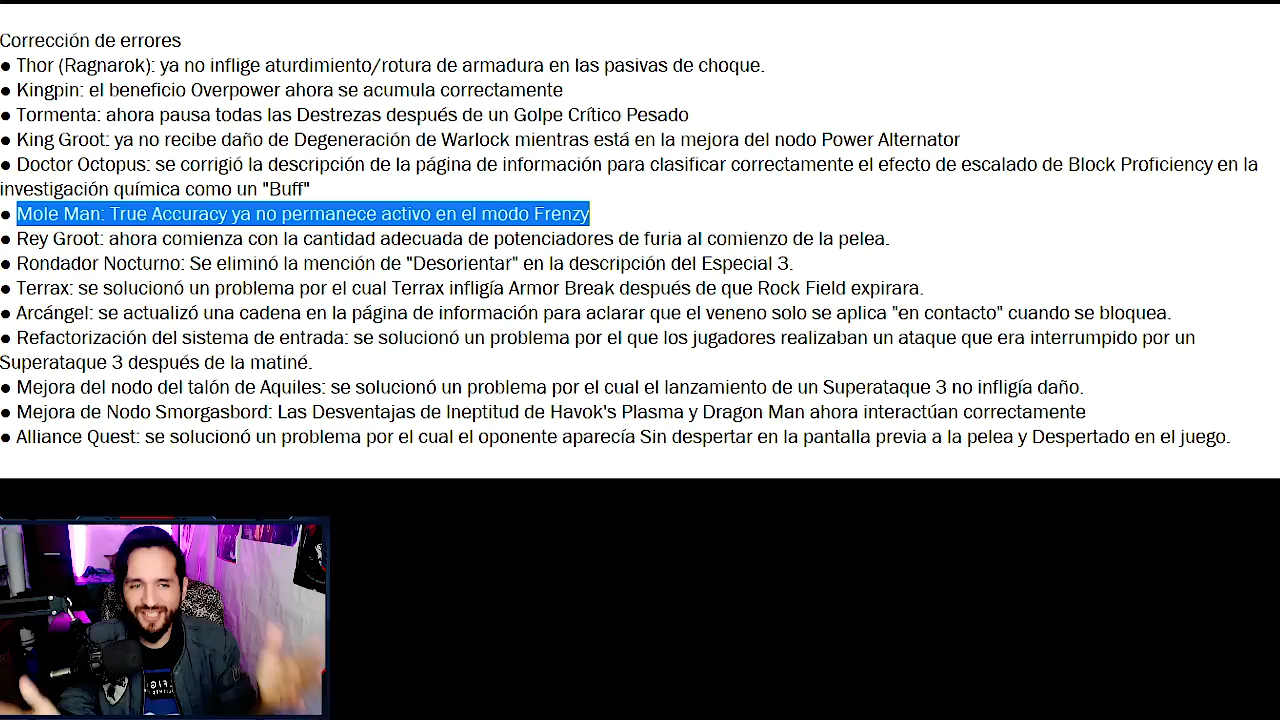 Corrección de errores
● Thor (Ragnarok): ya no inflige aturdimiento/rotura de armadura en las pasivas de choque.
● Kingpin: el beneficio Overpower ahora se acumula correctamente
● Tormenta: ahora pausa todas las Destrezas después de un Golpe Crítico Pesado
● King Groot: ya no recibe daño de Degeneración de Warlock mientras está en la mejora del nodo Power Alternator
● Doctor Octopus: se corrigió la descripción de la página de información para clasificar correctamente el efecto de escalado de Block Proficiency en la
investigación química como un "Buff"
● Mole Man: True Accuracy ya no permanece activo en el modo Frenzy
● Rey Groot: ahora comienza con la cantidad adecuada de potenciadores de furia al comienzo de la pelea.
● Rondador Nocturno: Se eliminó la mención de "Desorientar" en la descripción del Especial 3.
● Terrax: se solucionó un problema por el cual Terrax infligía Armor Break después de que Rock Field expirara.
● Arcángel: se actualizó una cadena en la página de información para aclarar que el veneno solo se aplica "en contacto" cuando se bloquea.
● Refactorización del sistema de entrada: se solucionó un problema por el que los jugadores realizaban un ataque que era interrumpido por un
Superataque 3 después de la matiné.
● Mejora del nodo del talón de Aquiles: se solucionó un problema por el cual el lanzamiento de un Superataque 3 no infligía daño.
● Mejora de Nodo Smorgasbord: Las Desventajas de Ineptitud de Havok's Plasma y Dragon Man ahora interactúan correctamente
● Alliance Quest: se solucionó un problema por el cual el oponente aparecía Sin despertar en la pantalla previa a la pelea y Despertado en el juego.